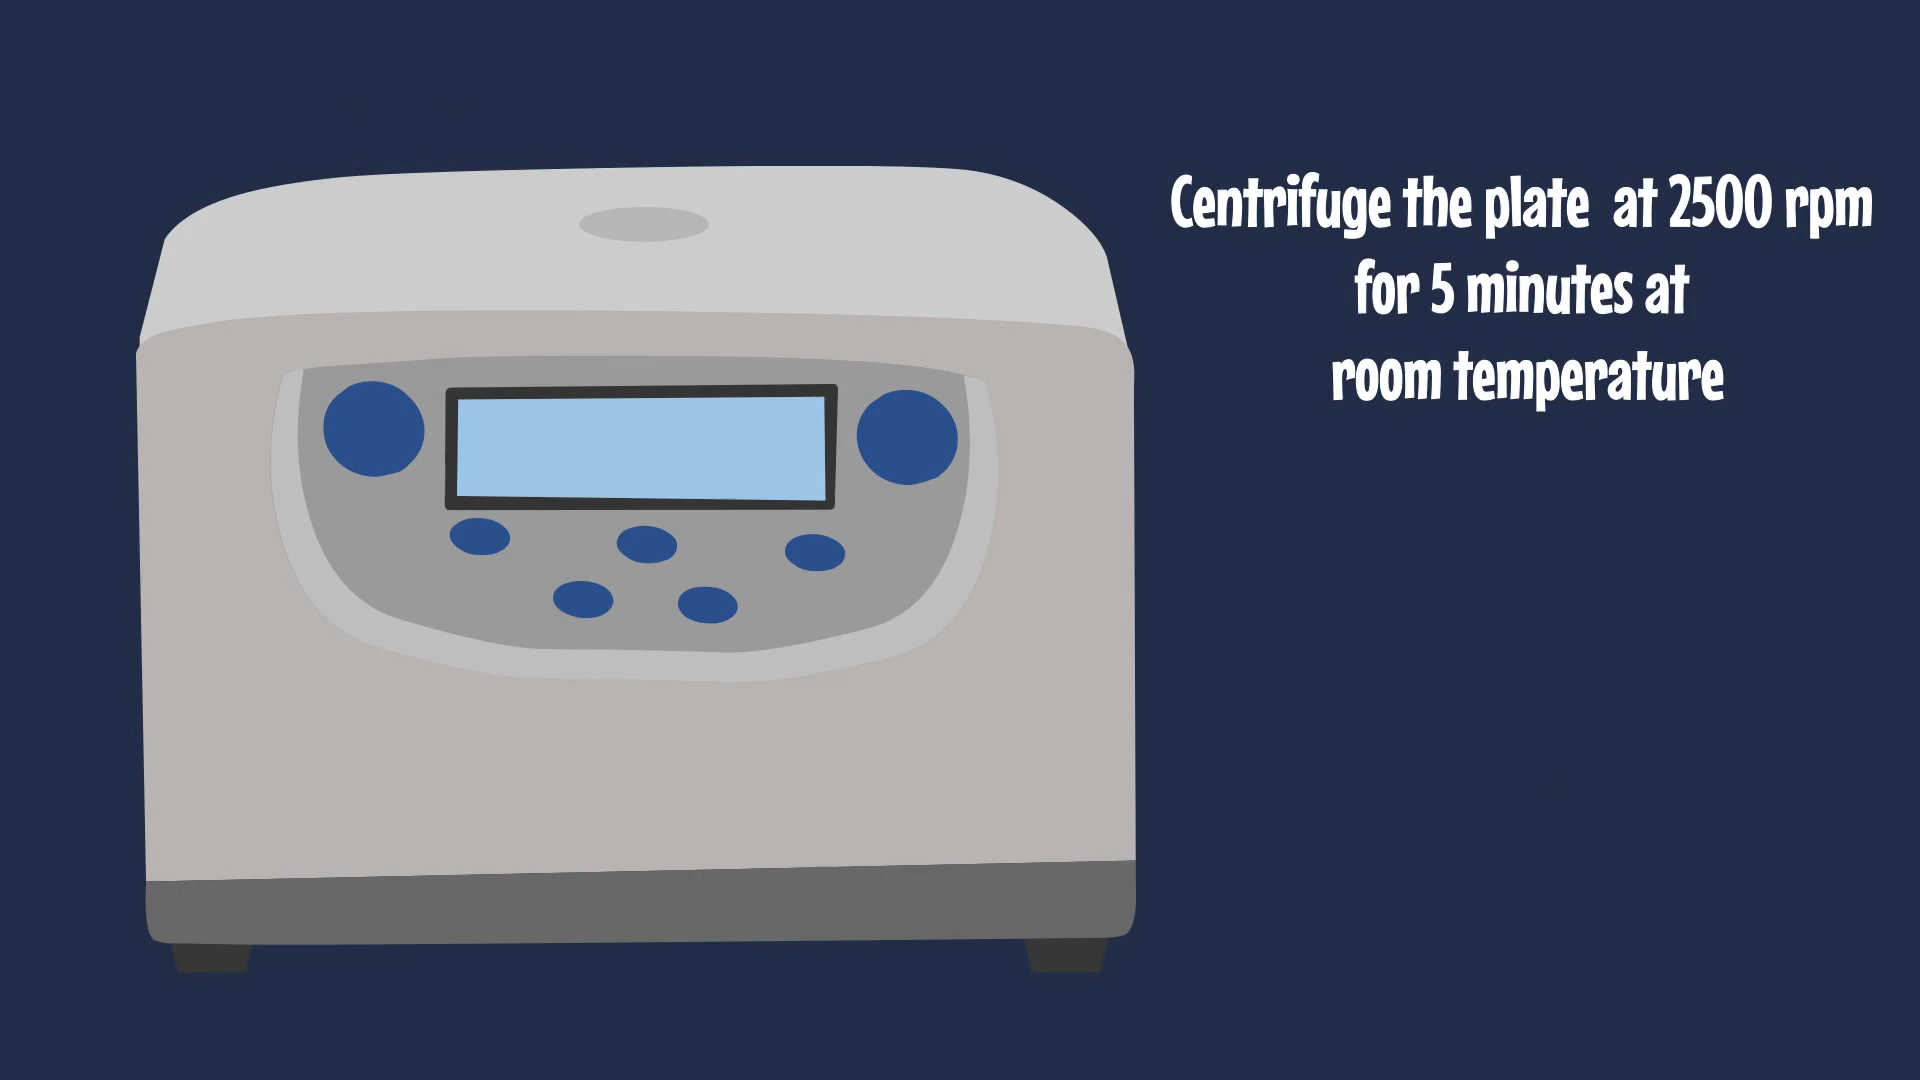 Centrifuge the plate at 2500 rpm
for 5 minutes at
room temperature